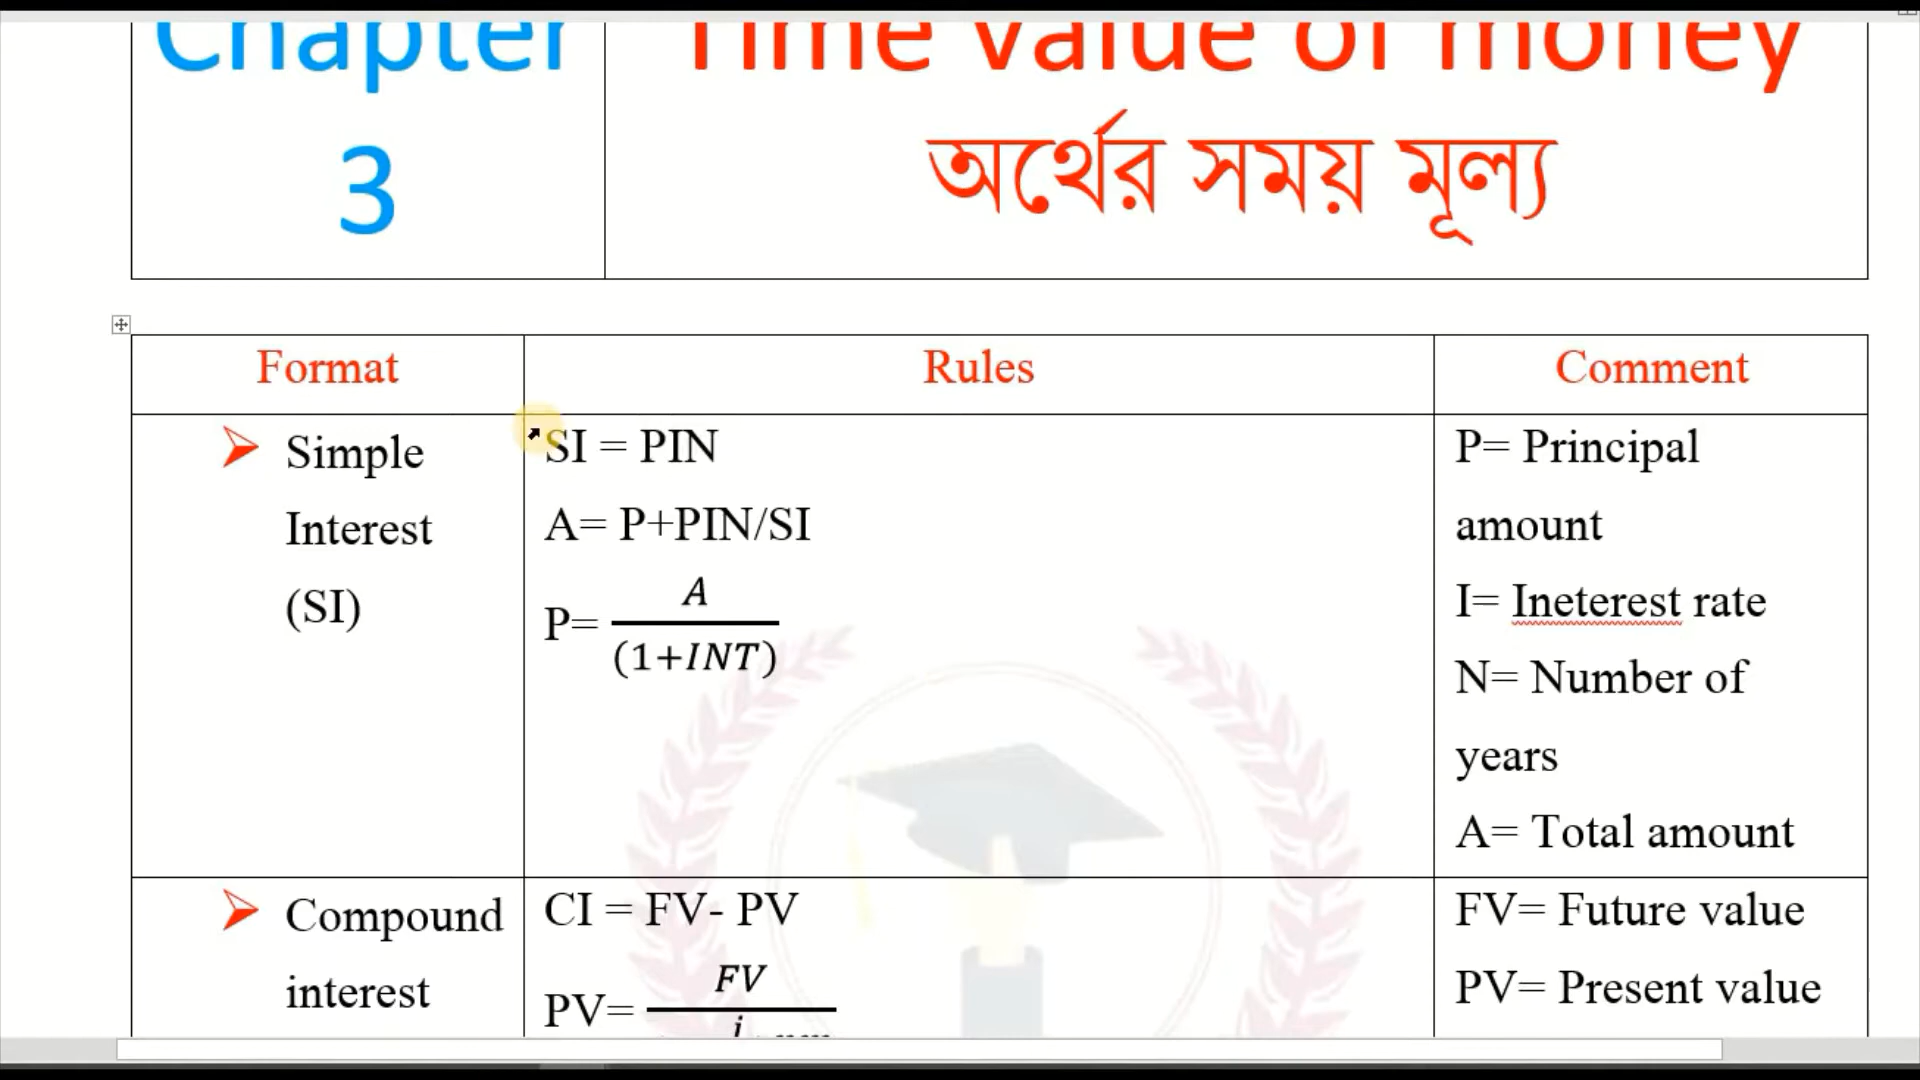 Chapter
3
Time value of money
অর্থের সময় মূল্য
Format
Rules
Comment
Simple
Interest
(SI)
SI = PIN
A= P+PIN/SI
P= A
(1+INT)
P= Principal
amount
I= Ineterest rate
N= Number of
years
A= Total amount
Compound
interest
CI = FV- PV
PV= FV
FV= Future value
PV= Present value